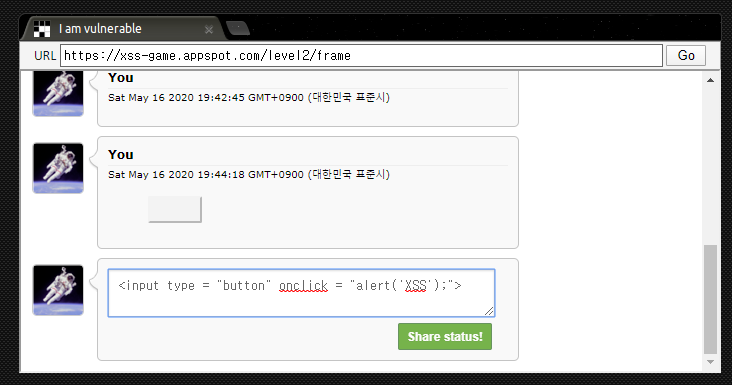 I am vulnerable
URL https://xss-game.appspot.com/level2/frame Go
You
Sat May 16 2020 19:42:45 GMT+0900 (대한민국 표준시)
You
Sat May 16 2020 19:44:18 GMT+0900 (대한민국 표준시)
<input type = "button" onclick = "alert('XSS');">
Share status!